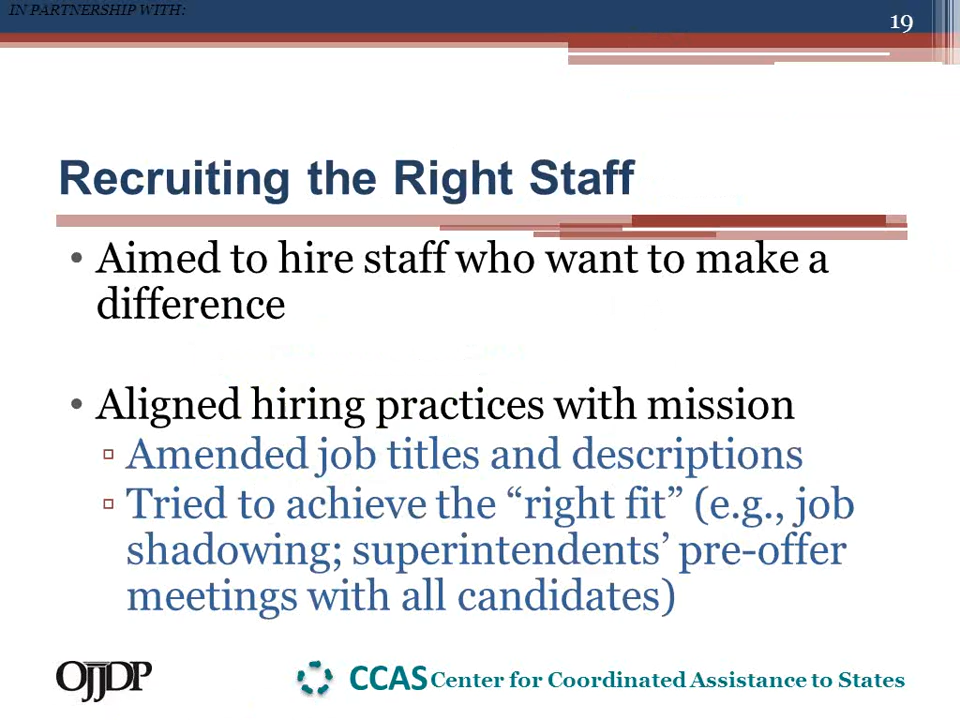 IN PARTNERSHIP WITH:
19
Recruiting the Right Staff
• Aimed to hire staff who want to make a
difference
• Aligned hiring practices with mission
▫ Amended job titles and descriptions
▫ Tried to achieve the “right fit” (e.g., job
shadowing; superintendents’ pre-offer
meetings with all candidates)
OJJDP
CCAS Center for Coordinated Assistance to States